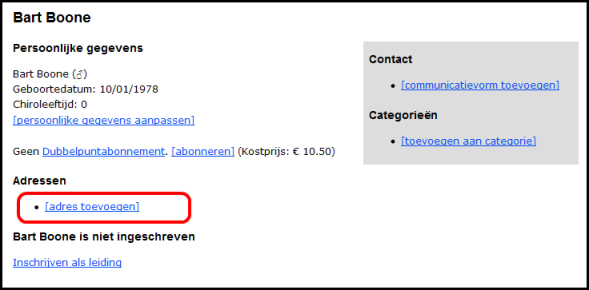 Bart Boone
Persoonlijke gegevens
Bart Boone (♂)
Geboortedatum: 10/01/1978
Chiroleeftijd: 0
[persoonlijke gegevens aanpassen]
Geen Dubbelpuntabonnement. [abonneren] (Kostprijs: € 10.50)
Adressen
• [adres toevoegen]
Bart Boone is niet ingeschreven
Inschrijven als leiding
Contact
• [communicatievorm toevoegen]
Categorieën
• [toevoegen aan categorie]